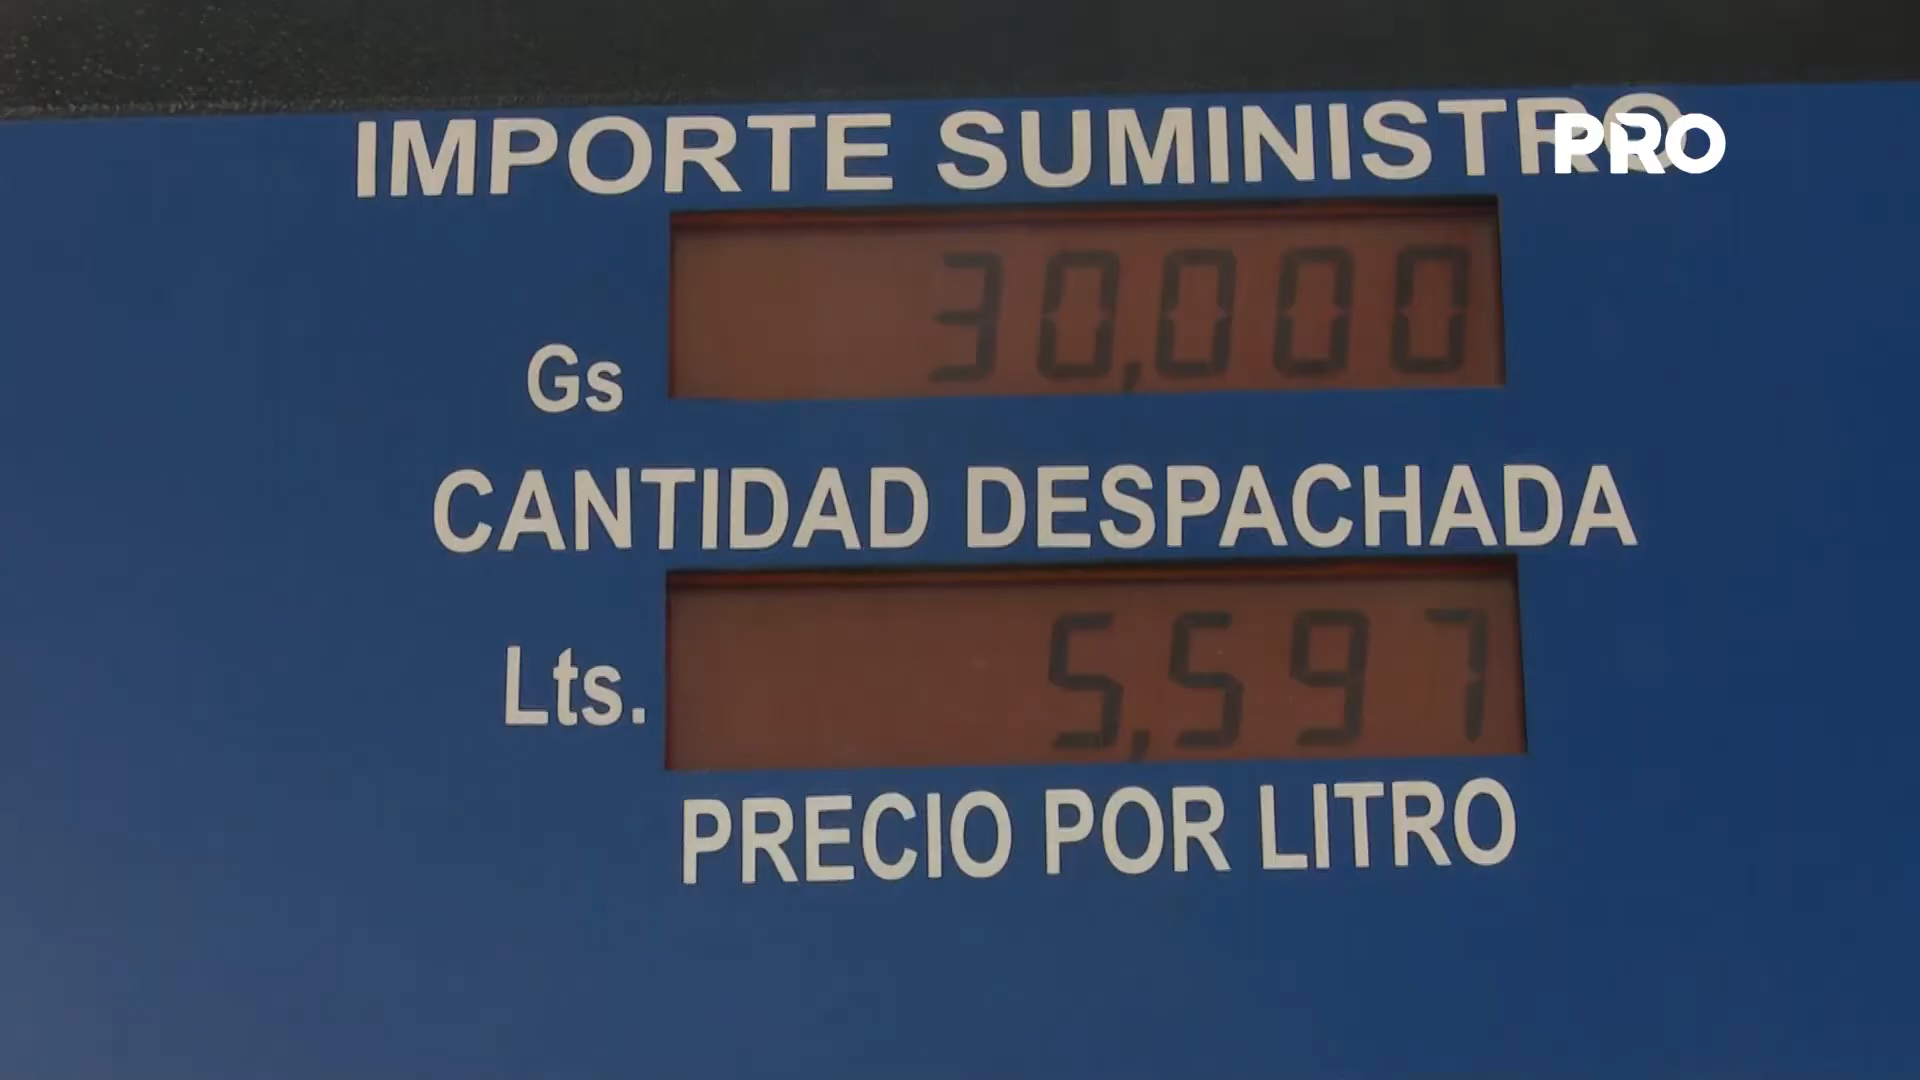 IMPORTE SUMINISTRO
PRO
Gs 30,000
CANTIDAD DESPACHADA
Lts. 5,597
PRECIO POR LITRO